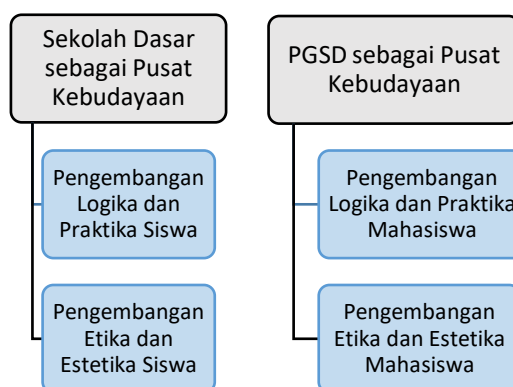 Sekolah Dasar
sebagai Pusat
Kebudayaan
Pengembangan
Logika dan
Praktika Siswa
Pengembangan
Etika dan
Estetika Siswa
PGSD sebagai Pusat
Kebudayaan
Pengembangan
Logika dan Praktika
Mahasiswa
Pengembangan
Etika dan Estetika
Mahasiswa